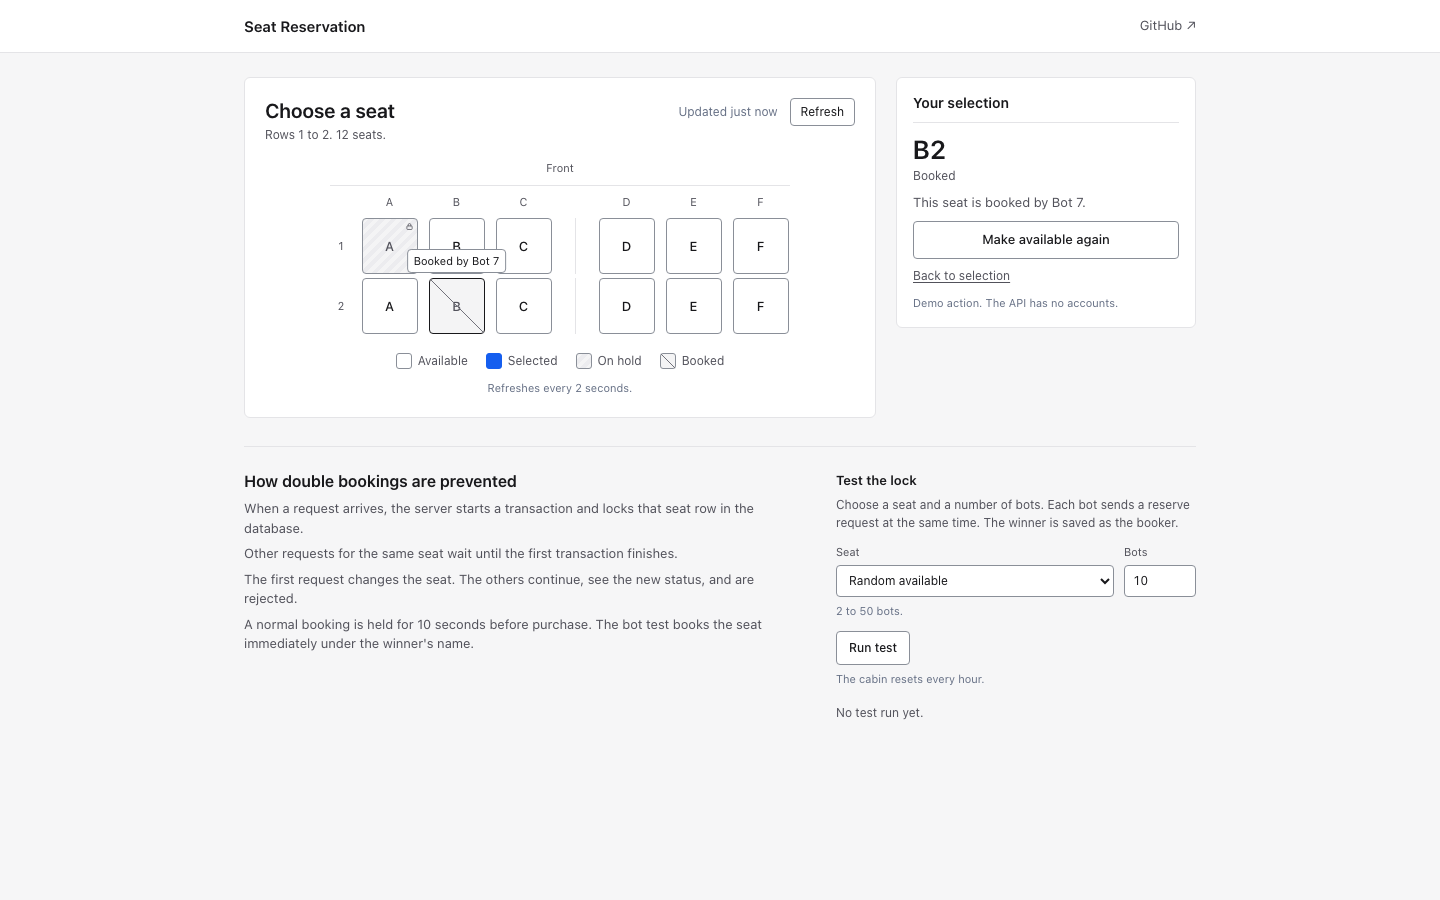 Seat Reservation
GitHub ↗
Choose a seat
Updated just now
Refresh
Rows 1 to 2. 12 seats.
Front
A B C D E F
1 A B C D E F
Booked by Bot 7
2 A B C D E F
Available Selected On hold Booked
Refreshes every 2 seconds.
Your selection
B2
Booked
This seat is booked by Bot 7.
Make available again
Back to selection
Demo action. The API has no accounts.
How double bookings are prevented
When a request arrives, the server starts a transaction and locks that seat row in the
database.
Other requests for the same seat wait until the first transaction finishes.
The first request changes the seat. The others continue, see the new status, and are
rejected.
A normal booking is held for 10 seconds before purchase. The bot test books the seat
immediately under the winner's name.
Test the lock
Choose a seat and a number of bots. Each bot sends a reserve
request at the same time. The winner is saved as the booker.
Seat Bots
Random available 10
2 to 50 bots.
Run test
The cabin resets every hour.
No test run yet.